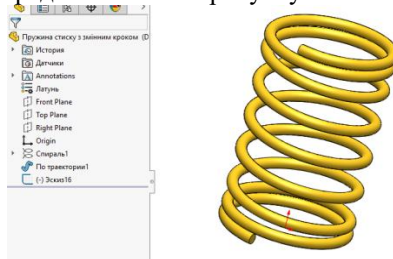 Пружина стиску з змінним кроком (D
История
Датчики
Annotations
Латунь
Front Plane
Top Plane
Right Plane
Origin
Спираль1
По траектории1
(-) Эскиз16